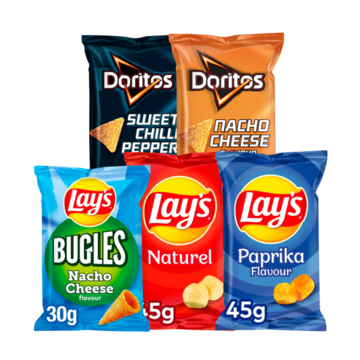 Doritos
SWEET
CHILLI
PEPPER
Doritos
NACHO
CHEESE
Lay's
BUGLES
Nacho
Cheese
flavour
30g
Lay's
Naturel
45g
Lay's
Paprika
Flavour
45g